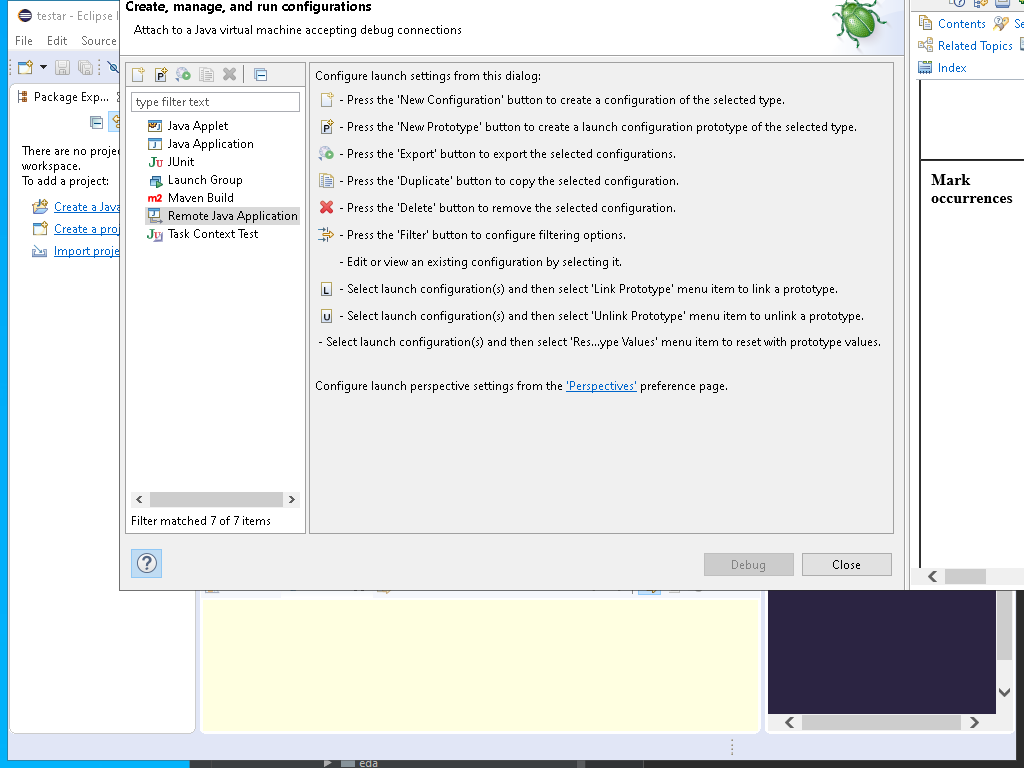 testar - Eclipse I
File Edit Source
Package Exp...
There are no proje
workspace.
To add a project:
Create a Java
Create a proj
Import proje
Create, manage, and run configurations
Attach to a Java virtual machine accepting debug connections
type filter text
Java Applet
Java Application
Ju JUnit
Launch Group
m2 Maven Build
Remote Java Application
Ju Task Context Test
Filter matched 7 of 7 items
Configure launch settings from this dialog:
- Press the 'New Configuration' button to create a configuration of the selected type.
P - Press the 'New Prototype' button to create a launch configuration prototype of the selected type.
- Press the 'Export' button to export the selected configurations.
- Press the 'Duplicate' button to copy the selected configuration.
- Press the 'Delete' button to remove the selected configuration.
- Press the 'Filter' button to configure filtering options.
- Edit or view an existing configuration by selecting it.
L - Select launch configuration(s) and then select 'Link Prototype' menu item to link a prototype.
U - Select launch configuration(s) and then select 'Unlink Prototype' menu item to unlink a prototype.
- Select launch configuration(s) and then select 'Res...ype Values' menu item to reset with prototype values.
Configure launch perspective settings from the 'Perspectives' preference page.
?
Debug
Close
Contents Se
Related Topics
Index
Mark
occurrences
eda